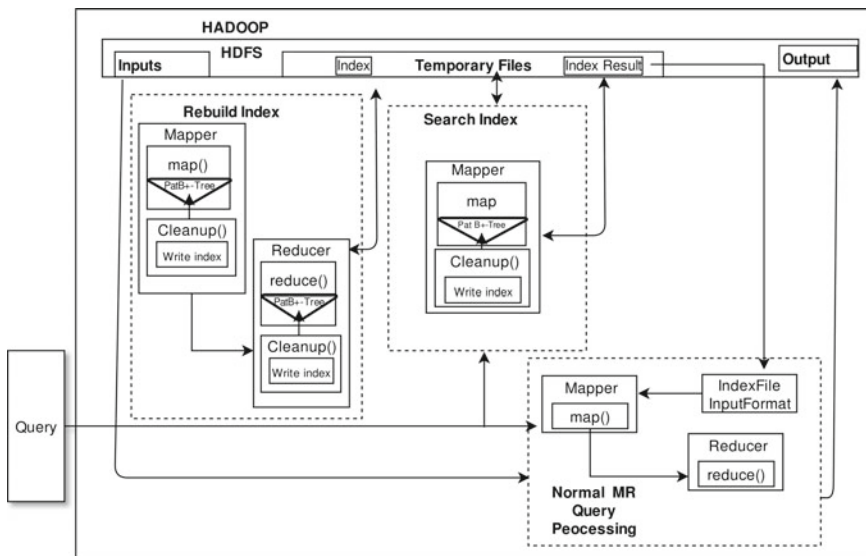 HADOOP
HDFS
Inputs
Index
Temporary Files
Index Result
Output
Rebuild Index
Mapper
map()
PatB+-Tree
Cleanup()
Write index
Reducer
reduce()
PatB+-Tree
Cleanup()
Write index
Search Index
Mapper
map
Pat B+-Tree
Cleanup()
Write index
Query
Mapper
map()
IndexFile
InputFormat
Reducer
reduce()
Normal MR
Query
Peocessing